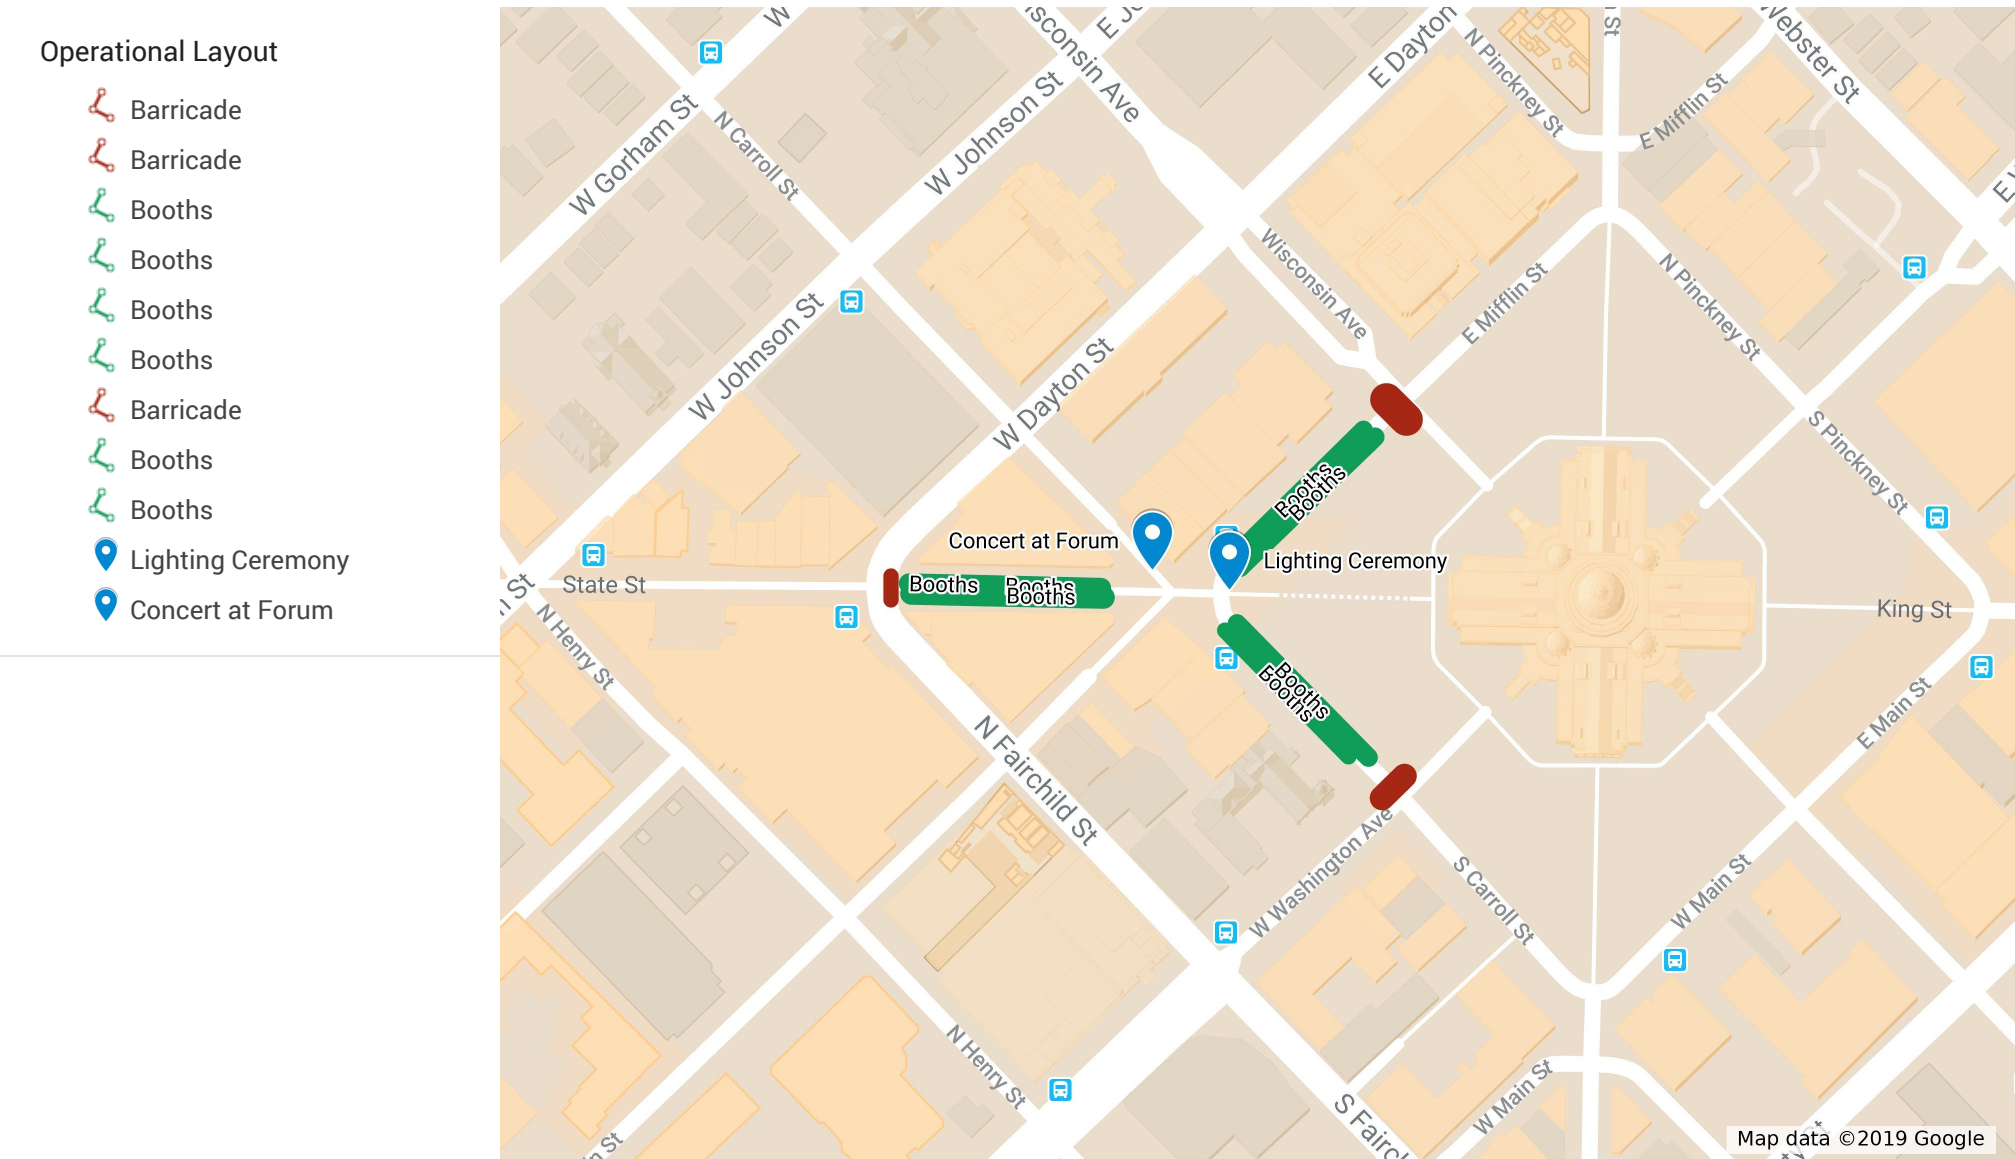 Operational Layout
Barricade
Barricade
Booths
Booths
Booths
Booths
Barricade
Booths
Booths
Lighting Ceremony
Concert at Forum
W Gorham St
N Carroll St
W Johnson St
Wisconsin Ave
E Dayton
N Pinckney St
E Mifflin St
Webster St
W Johnson St
W Dayton St
Wisconsin Ave
E Mifflin St
N Pinckney St
S Pinckney St
Booths
Booths
Concert at Forum
Lighting Ceremony
State St
Booths
Booths
Booths
King St
N Henry St
Booths
Booths
E Main St
N Fairchild St
W Washington Ave
S Carroll St
W Main St
N Henry St
W Main St
S Fairc
Map data ©2019 Google